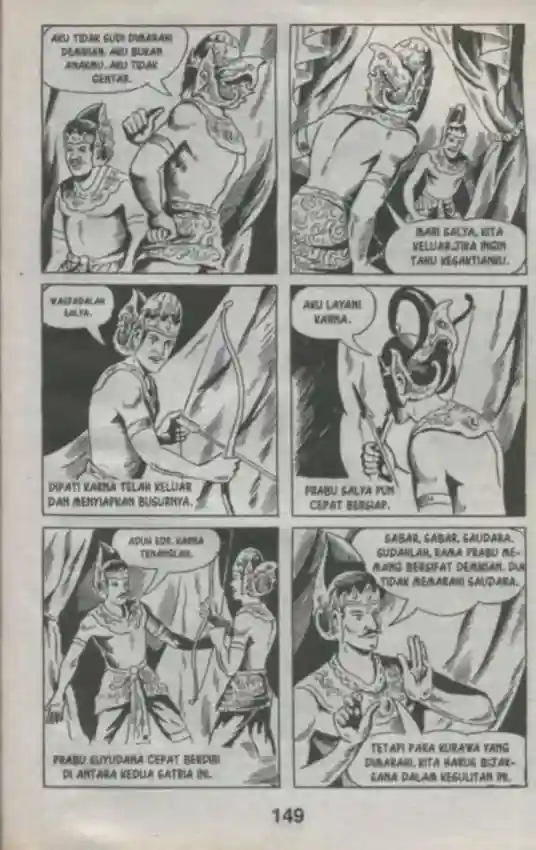 AKU TIDAK SUDI DIMARAHI
DEMIKIAN. AKU BUKAN
ANAKMU. AKU TIDAK
GENTAR.
MARI SALYA, KITA
KELUAR. JIKA INGIN
TAHU KESAKTIANKU.
WASPADALAH
SALYA.
DIPATI KARNA TELAH KELUAR
DAN MENYIAPKAN BUSURNYA.
AKU LAYANI
KARNA.
PRABU SALYA PUN
CEPAT BERSIAP.
ADUH KARNA
TENANGLAH.
PRABU SUYUDANA CEPAT BERDIRI
DI ANTARA KEDUA SATRIA INI.
SABAR, SABAR, SAUDARA.
SUDAHLAH, RAMA PRABU ME-
MANG BERSIFAT DEMIKIAN. DIA
TIDAK MEMARAHI SAUDARA.
TETAPI PARA KURAWA YANG
DIMARAHI. KITA HARUS BIJAK-
SANA DALAM KESULITAN INI.
149